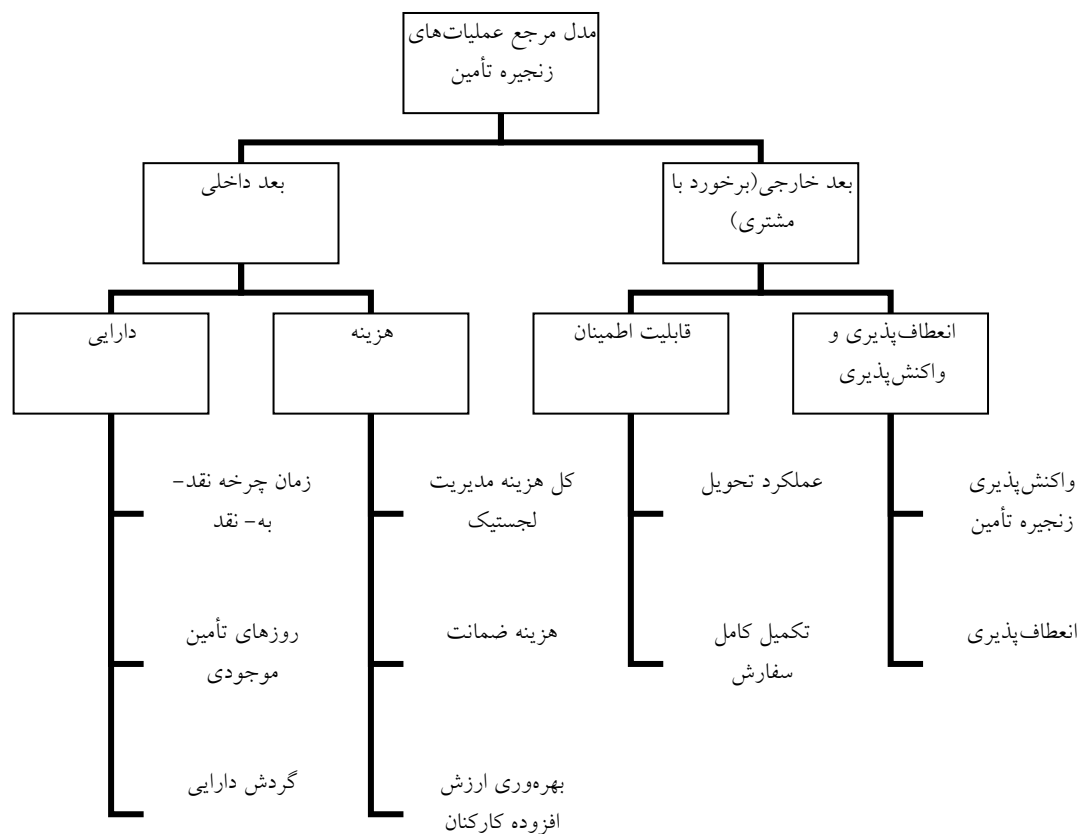 مدل مرجع عملیات‌های
زنجیره تأمین
بعد خارجی(برخورد با
مشتری)
بعد داخلی
انعطاف‌پذیری و
واکنش‌پذیری
قابلیت اطمینان
هزینه
دارایی
واکنش‌پذیری
زنجیره تأمین
عملکرد تحویل
کل هزینه مدیریت
لجستیک
زمان چرخه نقد-
به- نقد
انعطاف‌پذیری
تکمیل کامل
سفارش
هزینه ضمانت
روزهای تأمین
موجودی
بهره‌وری ارزش
افزوده کارکنان
گردش دارایی